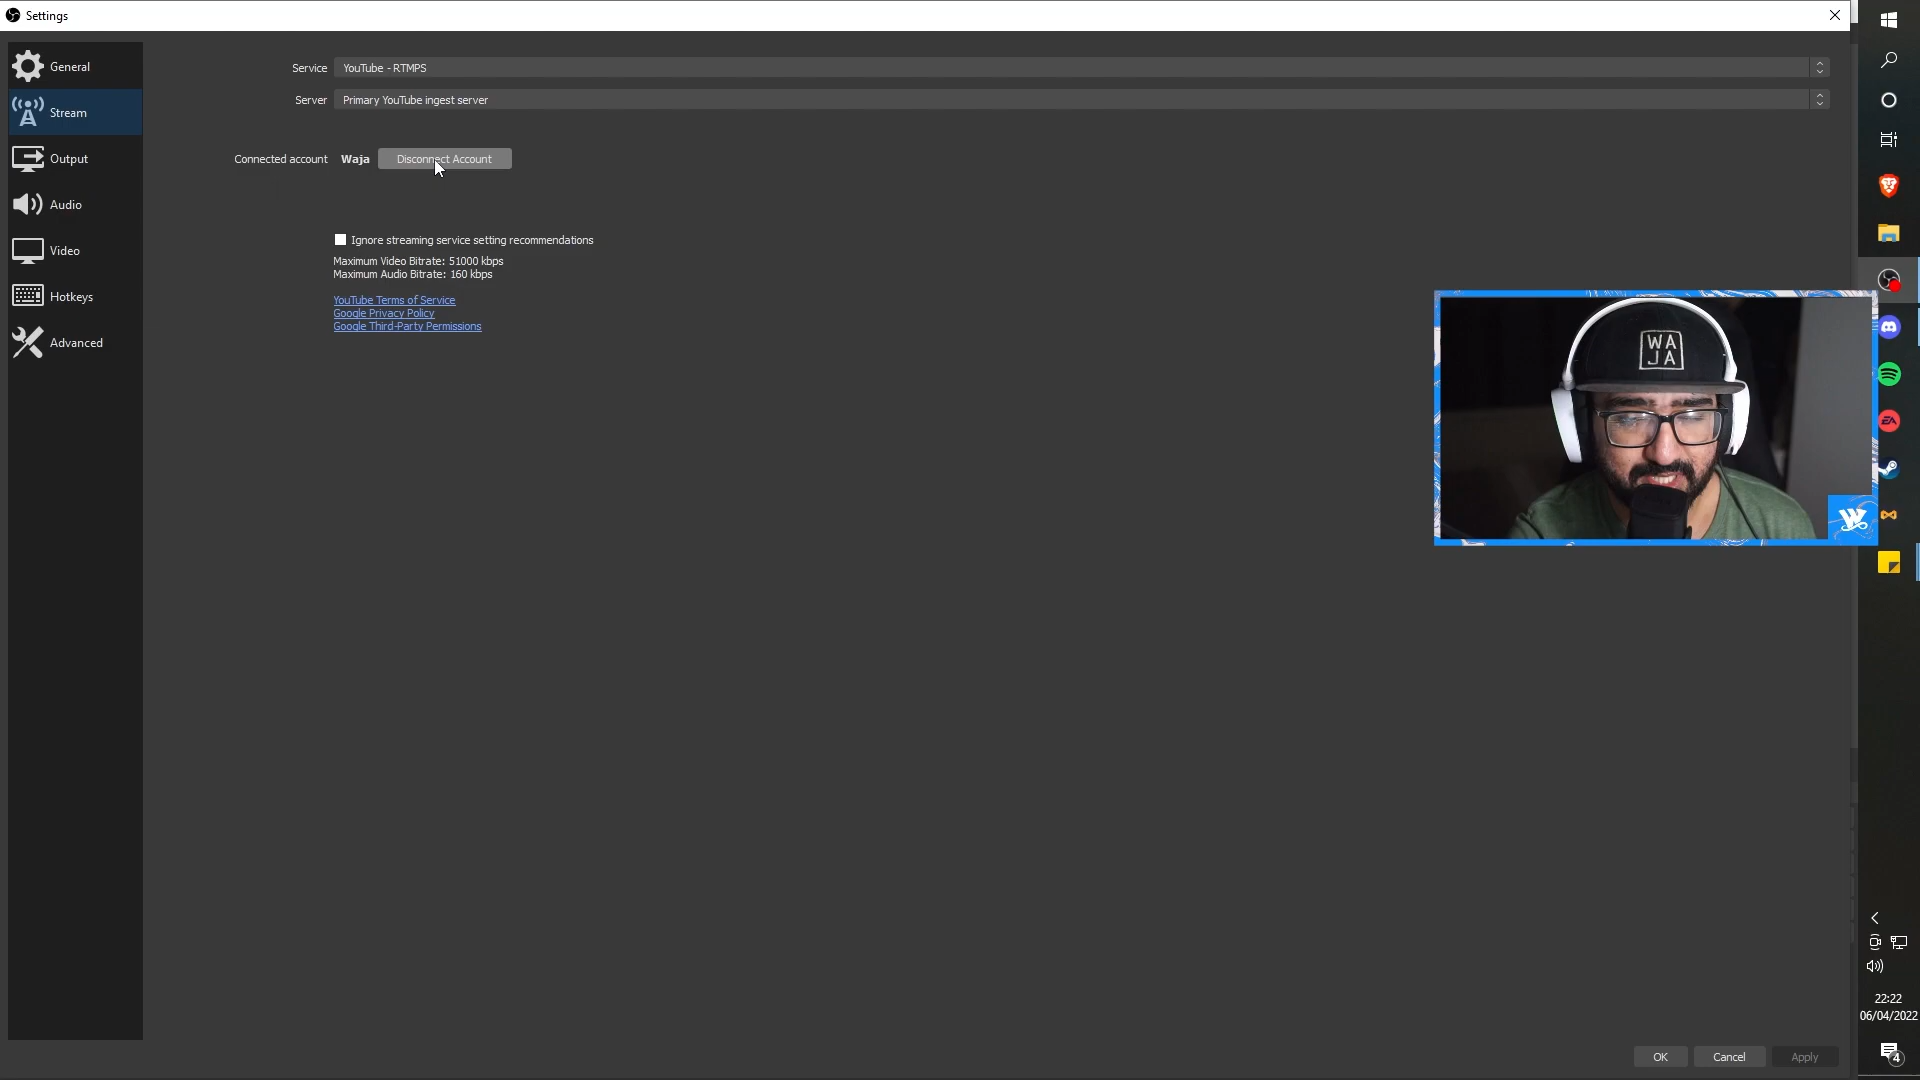 Settings
General
Stream
Output
Audio
Video
Hotkeys
Advanced
Service YouTube - RTMPS
Server Primary YouTube ingest server
Connected account Waja Disconnect Account
Ignore streaming service setting recommendations
Maximum Video Bitrate: 51000 kbps
Maximum Audio Bitrate: 160 kbps
YouTube Terms of Service
Google Privacy Policy
Google Third-Party Permissions
WA
JA
W
EA
22:22
06/04/2022
4
OK Cancel Apply